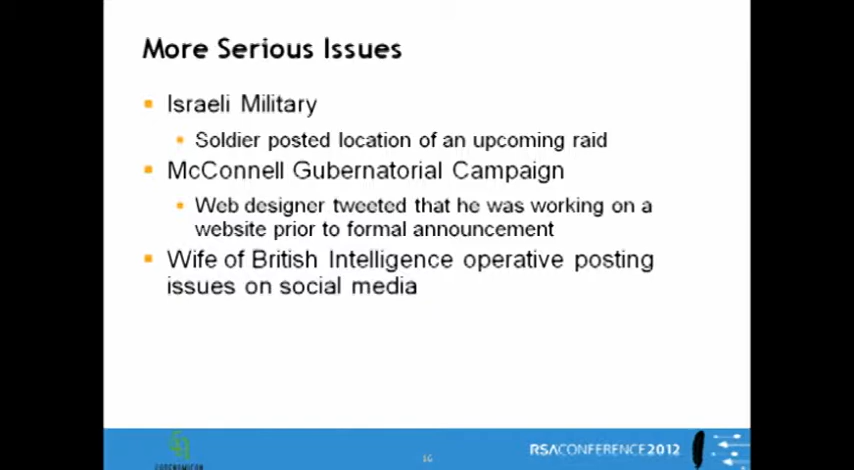 More Serious Issues
Israeli Military
Soldier posted location of an upcoming raid
McConnell Gubernatorial Campaign
Web designer tweeted that he was working on a
website prior to formal announcement
Wife of British Intelligence operative posting
issues on social media
16
RSACONFERENCE2012